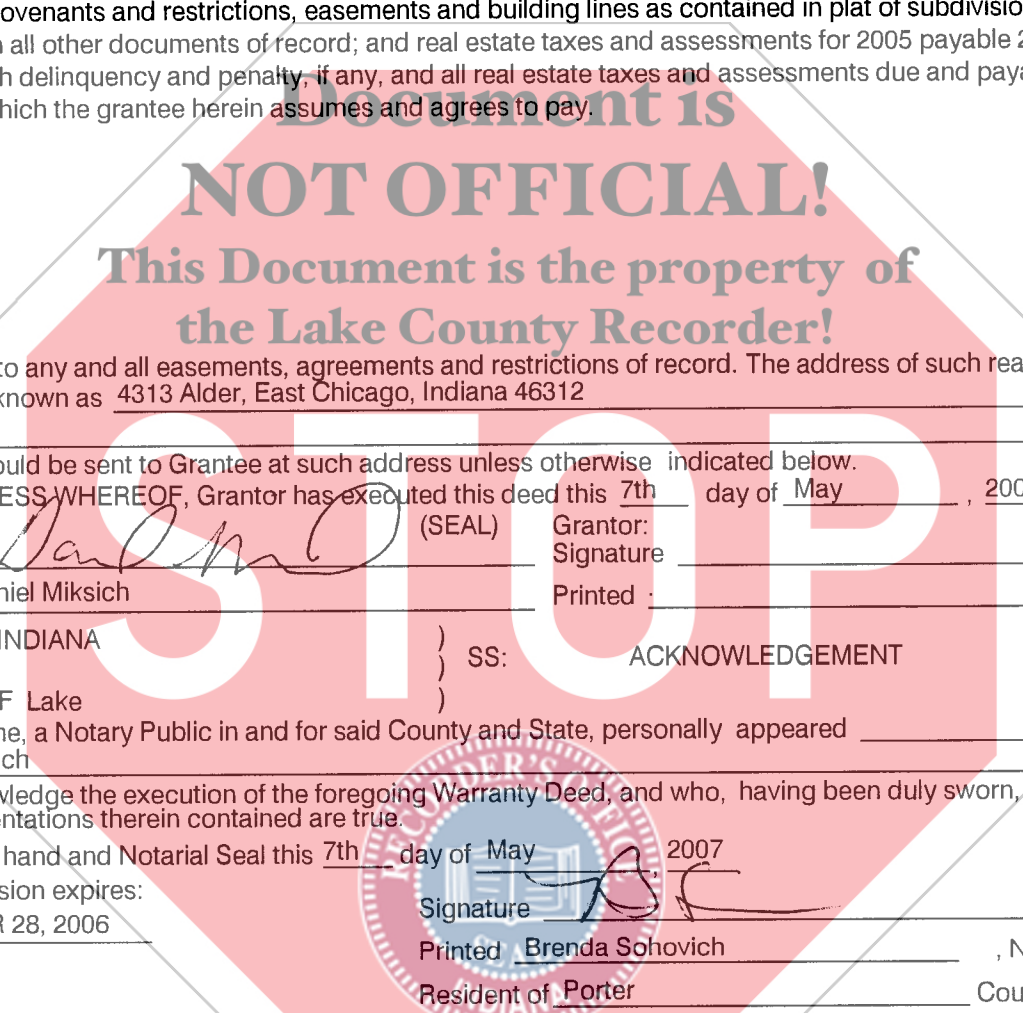 ovenants and restrictions, easements and building lines as contained in plat of subdivisio
all other documents of record; and real estate taxes and assessments for 2005 payable 2
h delinquency and penalty, if any, and all real estate taxes and assessments due and paya
hich the grantee herein assumes and agrees to pay.
Document is
NOT OFFICIAL!
This Document is the property of
the Lake County Recorder!
to any and all easements, agreements and restrictions of record. The address of such rea
known as 4313 Alder, East Chicago, Indiana 46312
STOP
ould be sent to Grantee at such address unless otherwise indicated below.
ESS WHEREOF, Grantor has executed this deed this 7th day of May , 200
(SEAL) Grantor:
Signature
niel Miksich Printed
INDIANA
) SS: ACKNOWLEDGEMENT
F Lake )
ne, a Notary Public in and for said County and State, personally appeared
ch
wledge the execution of the foregoing Warranty Deed, and who, having been duly sworn,
ntations therein contained are true.
hand and Notarial Seal this 7th day of May , 2007
sion expires:
R 28, 2006
Signature
Printed Brenda Sohovich , N
Resident of Porter Cou
RECORDER'S OFFICE
SEAL
INDIANA